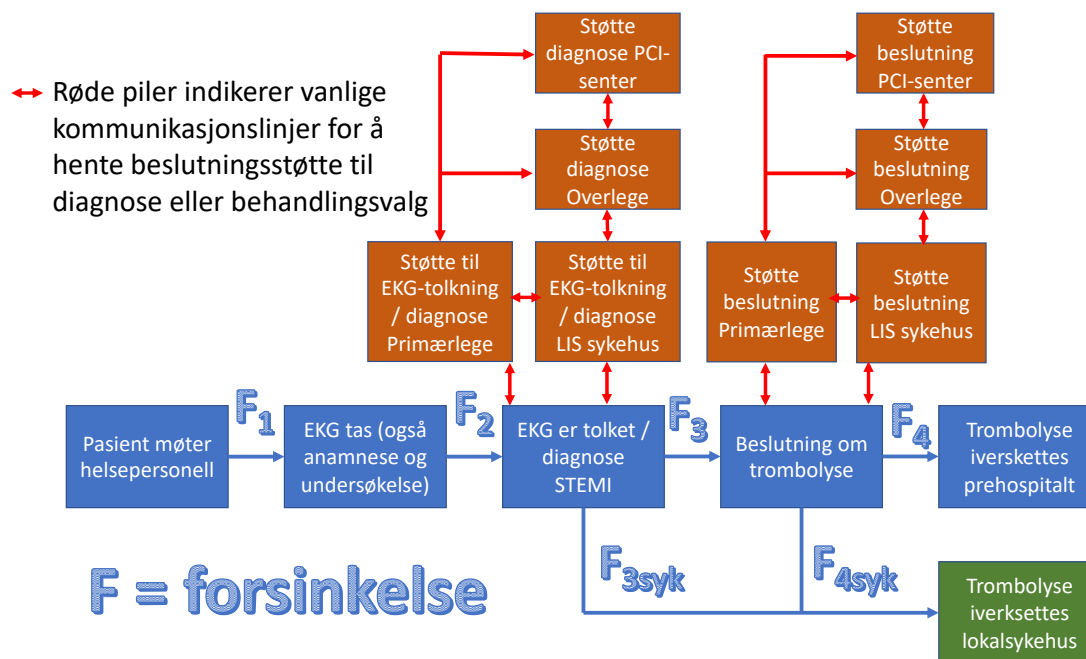 Røde piler indikerer vanlige
kommunikasjonslinjer for å
hente beslutningsstøtte til
diagnose eller behandlingsvalg
Støtte
diagnose PCI-
senter
Støtte
diagnose
Overlege
Støtte til
EKG-tolkning
/ diagnose
Primærlege
Støtte til
EKG-tolkning
/ diagnose
LIS sykehus
Støtte
beslutning
PCI-senter
Støtte
beslutning
Overlege
Støtte
beslutning
Primærlege
Støtte
beslutning
LIS sykehus
Pasient møter
helsepersonell
F1
EKG tas (også
anamnese og
undersøkelse)
F2
EKG er tolket /
diagnose
STEMI
F3
Beslutning om
trombolyse
F4
Trombolyse
iverskettes
prehospitalt
F = forsinkelse
F3syk
F4syk
Trombolyse
iverksettes
lokalsykehus